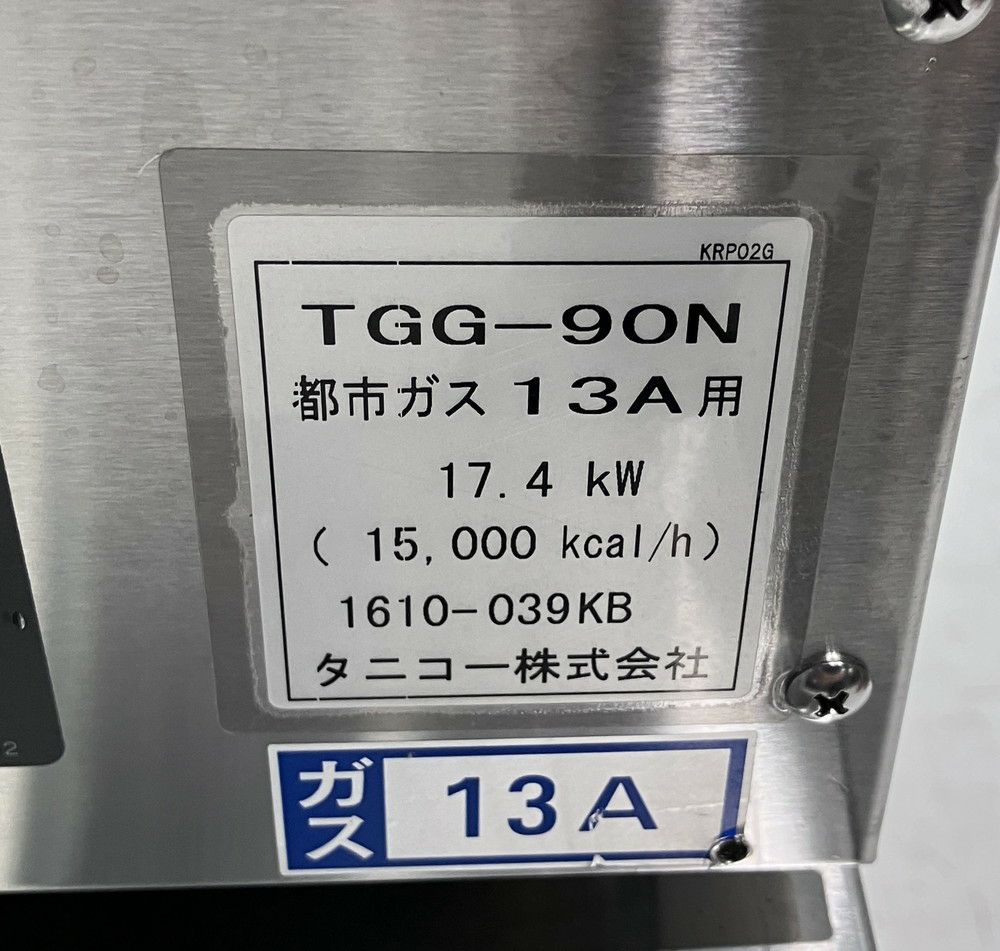 KRP02G
TGG-90N
都市ガス 13A用
17.4 kW
( 15,000 kcal/h)
1610-039KB
タニコー株式会社
ガス 13A
2